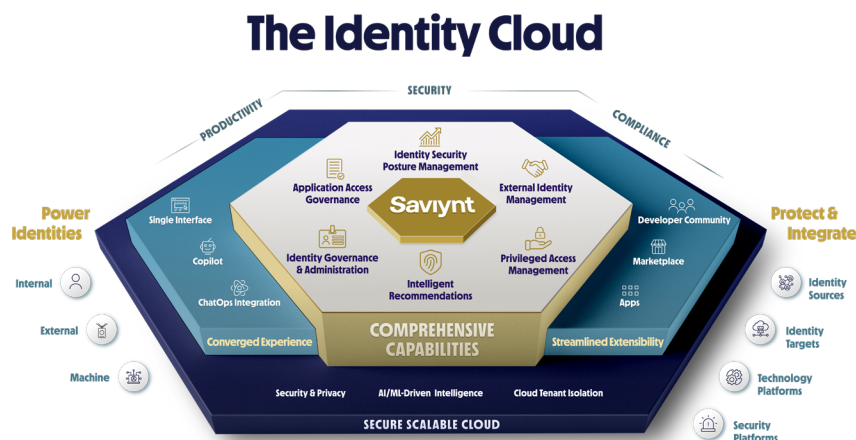 The Identity Cloud
SECURITY
PRODUCTIVITY
COMPLIANCE
Identity Security
Posture Management
Application Access
Governance
External Identity
Management
Saviynt
Identity Governance
& Administration
Intelligent
Recommendations
Privileged Access
Management
COMPREHENSIVE
CAPABILITIES
Single Interface
Copilot
ChatOps Integration
Converged Experience
Developer Community
Marketplace
Apps
Streamlined Extensibility
Security & Privacy
AI/ML-Driven Intelligence
Cloud Tenant Isolation
SECURE SCALABLE CLOUD
Power
Identities
Internal
External
Machine
Protect &
Integrate
Identity
Sources
Identity
Targets
Technology
Platforms
Security
Platforms